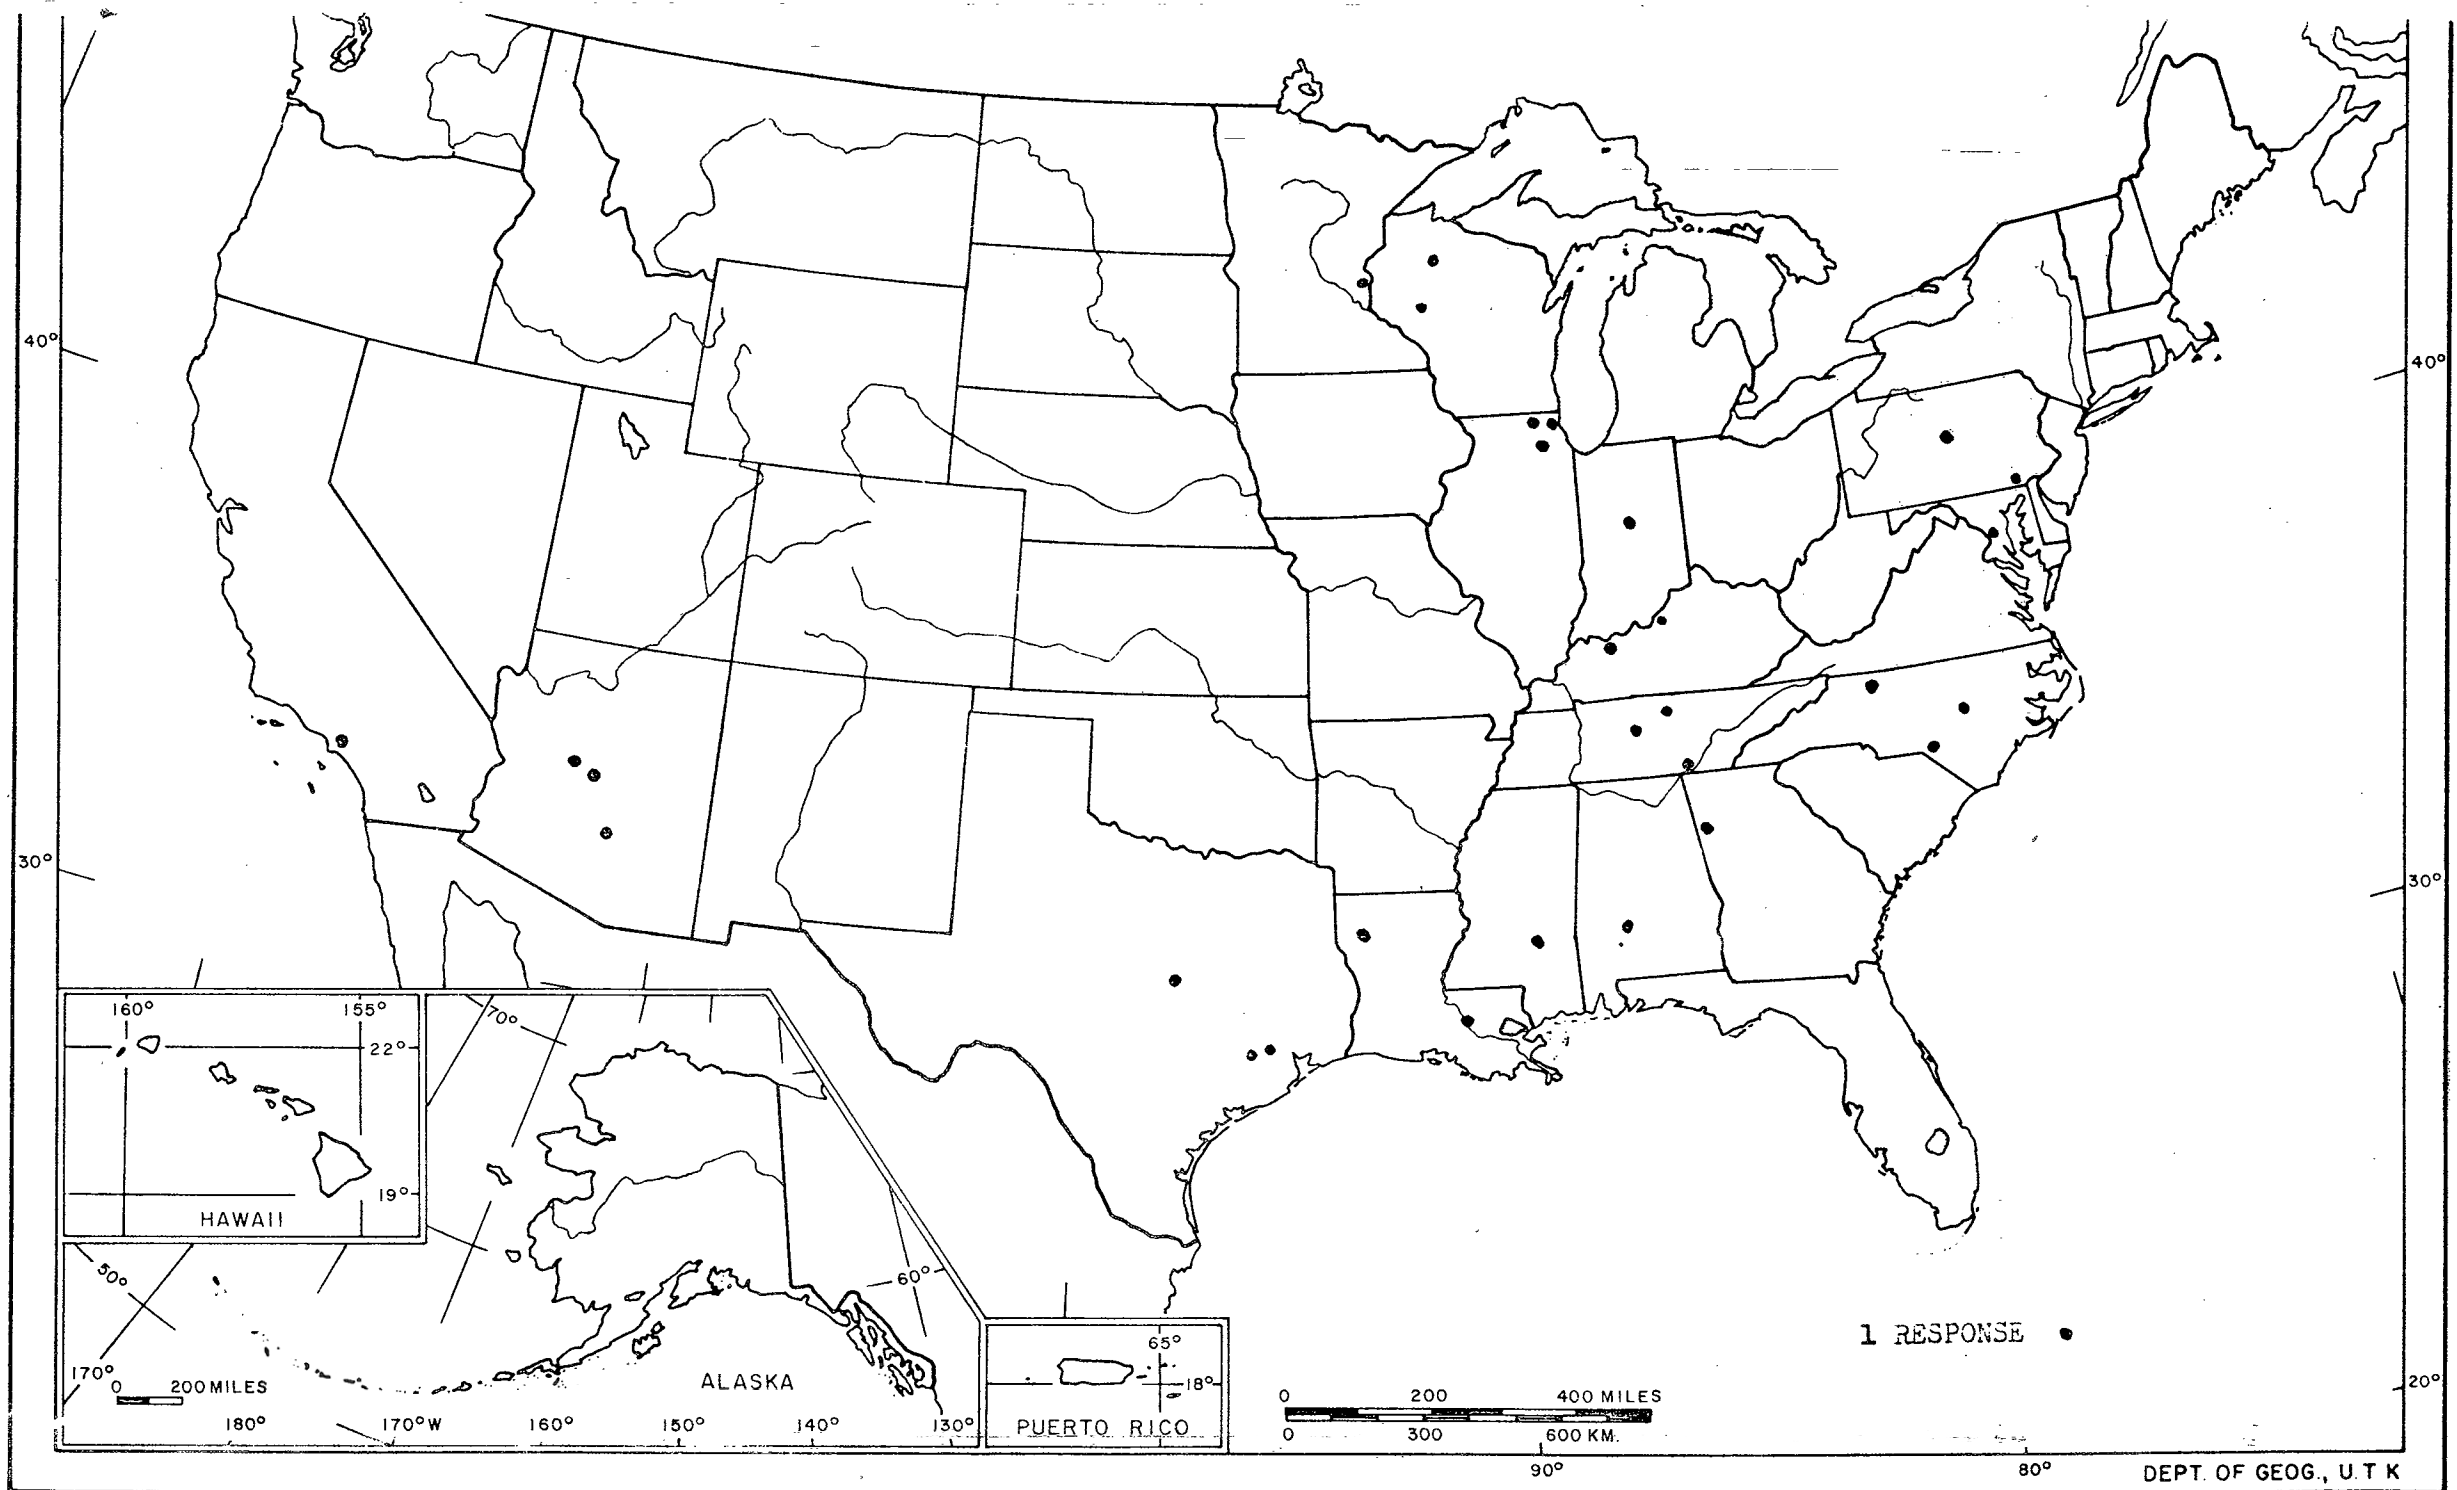 40°
40°
30°
30°
160°
155°
22°
19°
HAWAII
70°
60°
50°
170°
0 200 MILES
ALASKA
180° 170°W 160° 150° 140° 130°
65°
18°
PUERTO RICO
1 RESPONSE
0 200 400 MILES
0 300 600 KM.
20°
90° 80°
DEPT. OF GEOG., U. T K